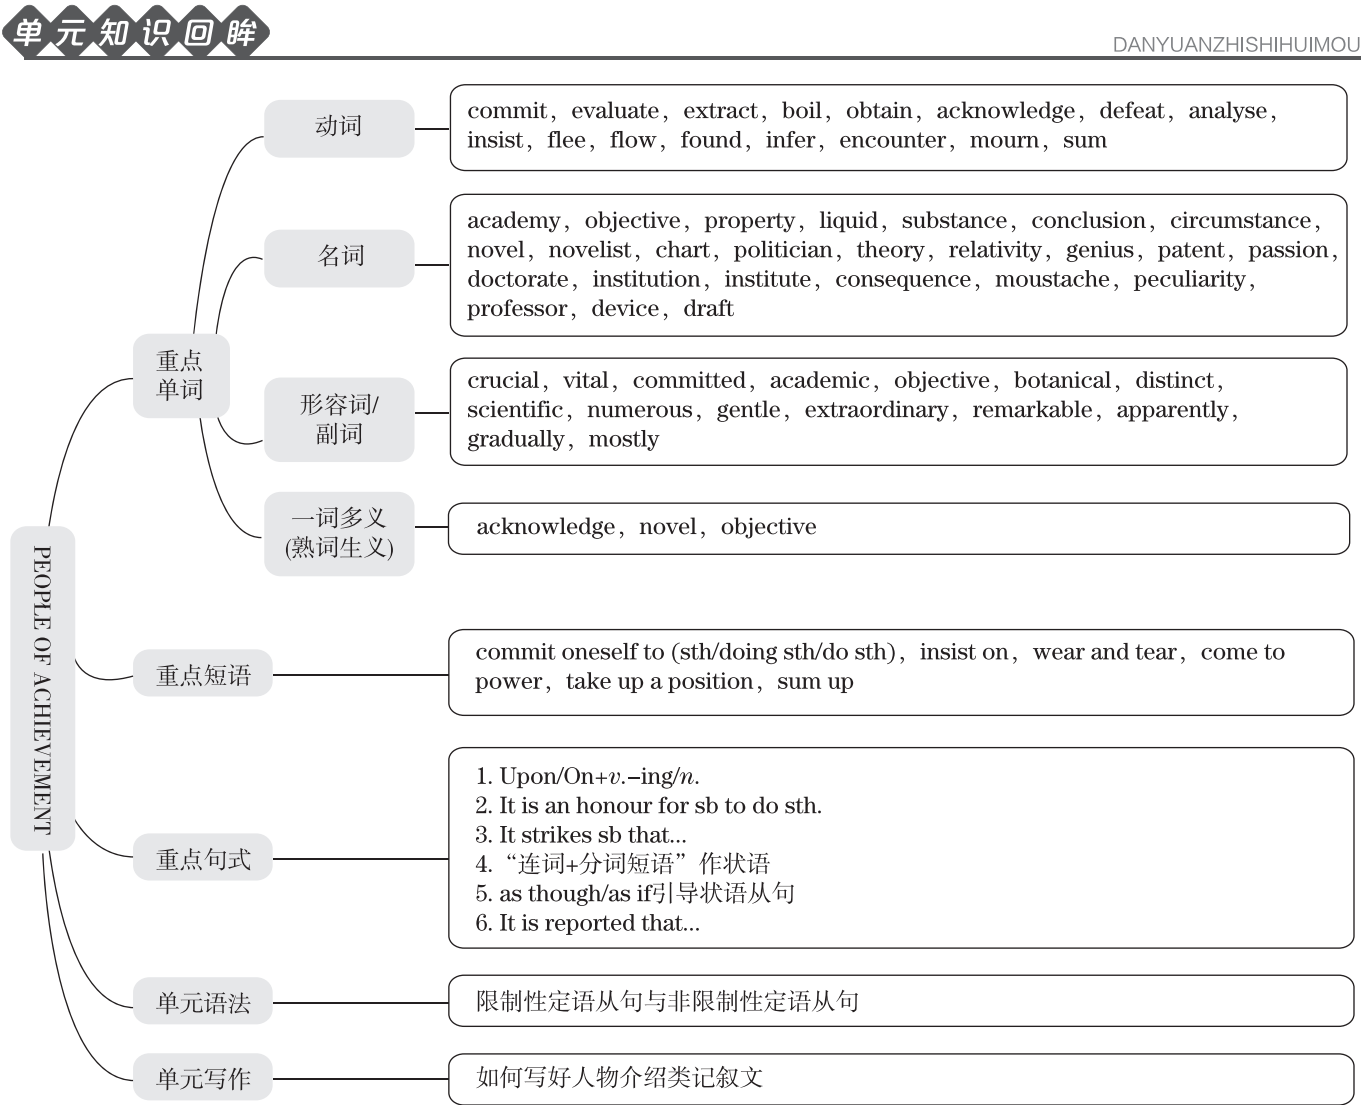 单元知识回眸
DANYUANZHISHIHUIMOU
动词
commit, evaluate, extract, boil, obtain, acknowledge, defeat, analyse,
insist, flee, flow, found, infer, encounter, mourn, sum
名词
academy, objective, property, liquid, substance, conclusion, circumstance,
novel, novelist, chart, politician, theory, relativity, genius, patent, passion,
doctorate, institution, institute, consequence, moustache, peculiarity,
professor, device, draft
重点
单词
形容词/
副词
crucial, vital, committed, academic, objective, botanical, distinct,
scientific, numerous, gentle, extraordinary, remarkable, apparently,
gradually, mostly
一词多义
(熟词生义)
acknowledge, novel, objective
PEOPLE OF ACHIEVEMENT
重点短语
commit oneself to (sth/doing sth/do sth), insist on, wear and tear, come to
power, take up a position, sum up
重点句式
1. Upon/On+v.–ing/n.
2. It is an honour for sb to do sth.
3. It strikes sb that...
4.“连词+分词短语”作状语
5. as though/as if引导状语从句
6. It is reported that...
单元语法
限制性定语从句与非限制性定语从句
单元写作
如何写好人物介绍类记叙文